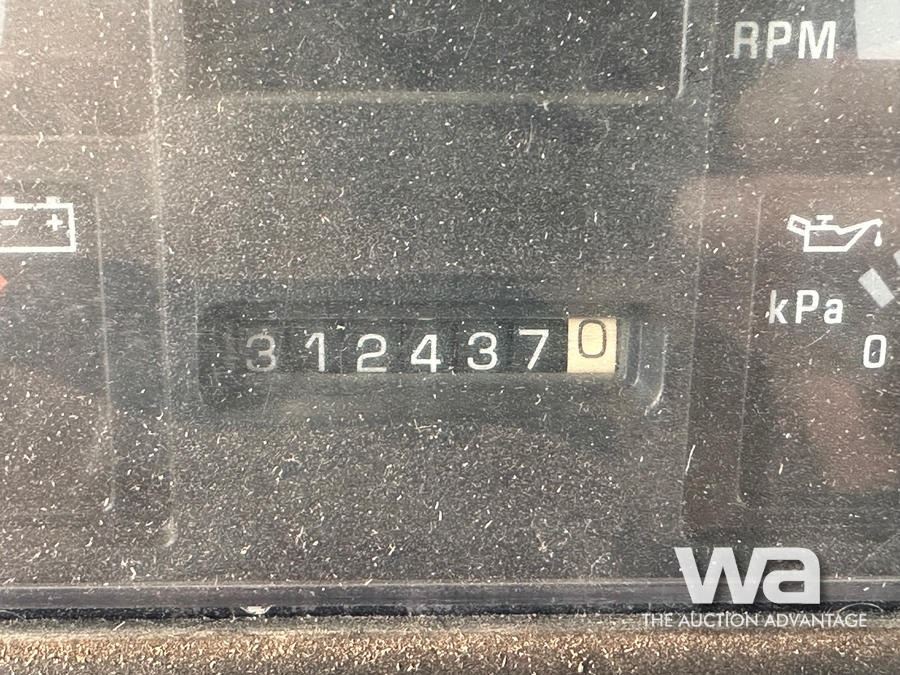 RPM
kPa
3124370
0
wa
THE AUCTION ADVANTAGE